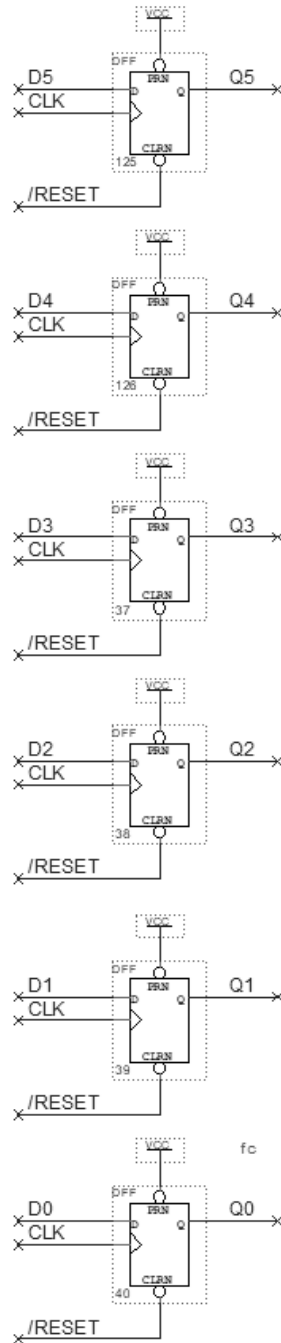 VCC
DFF
D5 PRN Q5
D Q
CLK
CLRN
125
/RESET
VCC
DFF
D4 PRN Q4
D Q
CLK
CLRN
126
/RESET
VCC
DFF
D3 PRN Q3
D Q
CLK
CLRN
37
/RESET
VCC
DFF
D2 PRN Q2
D Q
CLK
CLRN
38
/RESET
VCC
DFF
D1 PRN Q1
D Q
CLK
CLRN
39
/RESET
VCC fc
DFF
D0 PRN Q0
D Q
CLK
CLRN
40
/RESET